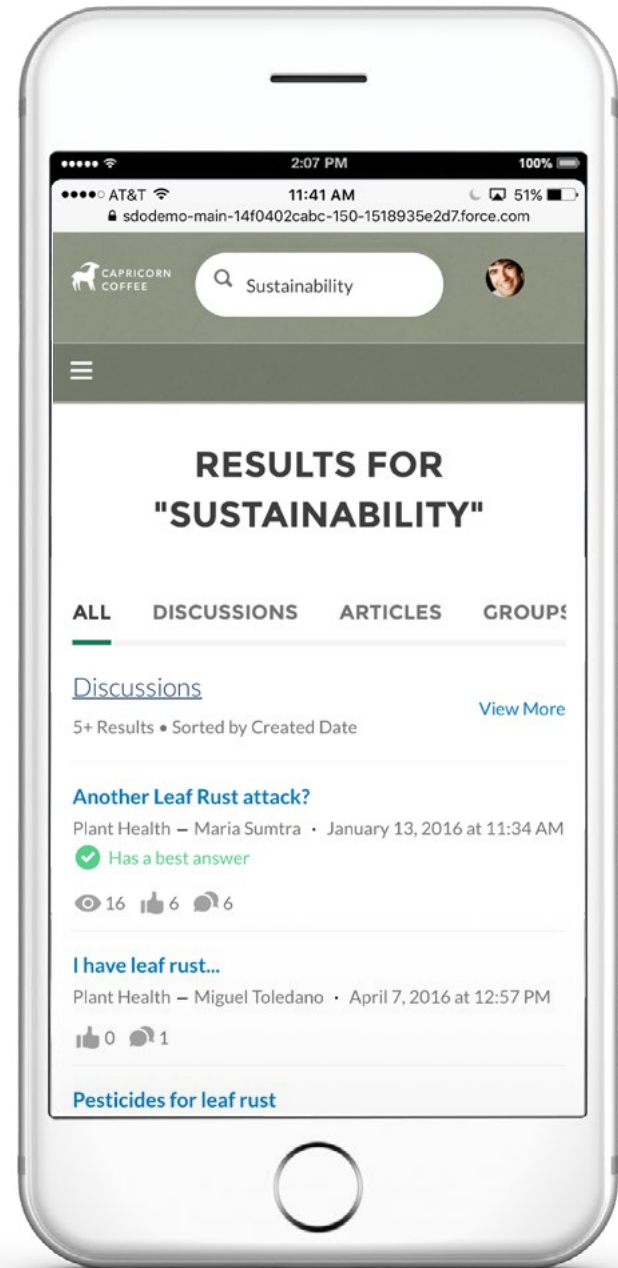 2:07 PM 100%
AT&T 11:41 AM 51%
sdodemo-main-14f0402cabc-150-1518935e2d7.force.com
CAPRICORN
COFFEE
Sustainability
RESULTS FOR
"SUSTAINABILITY"
ALL DISCUSSIONS ARTICLES GROUPS
Discussions
View More
5+ Results • Sorted by Created Date
Another Leaf Rust attack?
Plant Health – Maria Sumtra · January 13, 2016 at 11:34 AM
Has a best answer
16 6 6
I have leaf rust...
Plant Health – Miguel Toledano · April 7, 2016 at 12:57 PM
0 1
Pesticides for leaf rust